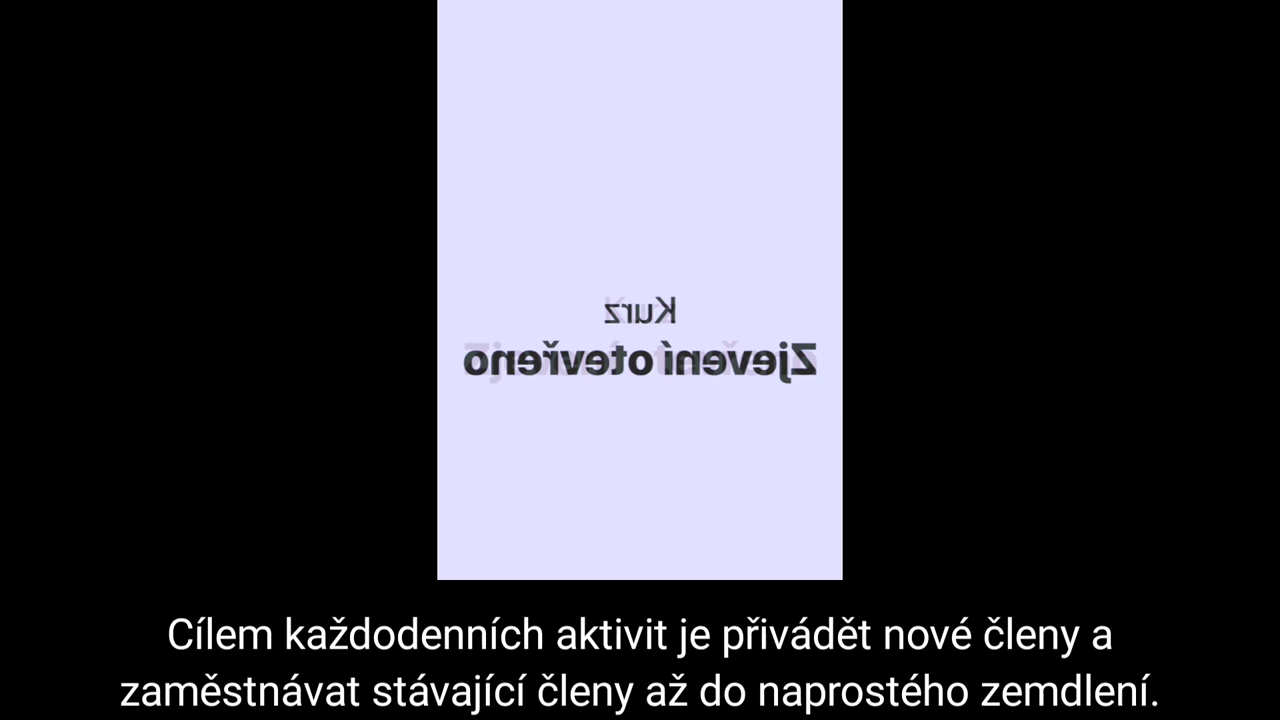 Kurz
Zjevení otevřeno
Cílem každodenních aktivit je přivádět nové členy a
zaměstnávat stávající členy až do naprostého zemdlení.